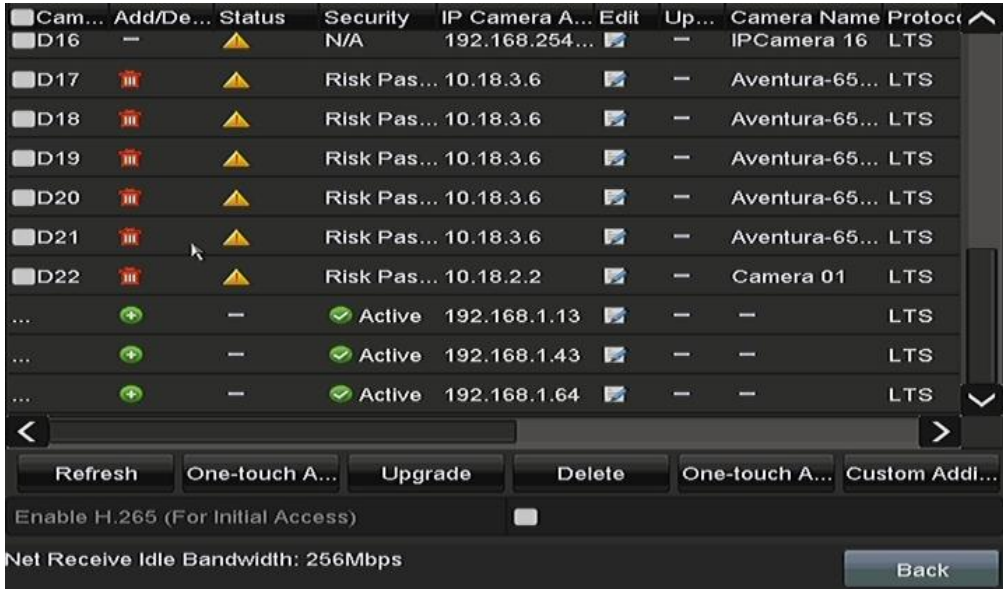 Cam... Add/De... Status Security IP Camera A... Edit Up... Camera Name Protoc
D16 – N/A 192.168.254... – IPCamera 16 LTS
D17 Risk Pas... 10.18.3.6 – Aventura-65... LTS
D18 Risk Pas... 10.18.3.6 – Aventura-65... LTS
D19 Risk Pas... 10.18.3.6 – Aventura-65... LTS
D20 Risk Pas... 10.18.3.6 – Aventura-65... LTS
D21 Risk Pas... 10.18.3.6 – Aventura-65... LTS
D22 Risk Pas... 10.18.2.2 – Camera 01 LTS
... – Active 192.168.1.13 – – LTS
... – Active 192.168.1.43 – – LTS
... – Active 192.168.1.64 – – LTS
Refresh One-touch A... Upgrade Delete One-touch A... Custom Addi...
Enable H.265 (For Initial Access)
Net Receive Idle Bandwidth: 256Mbps
Back